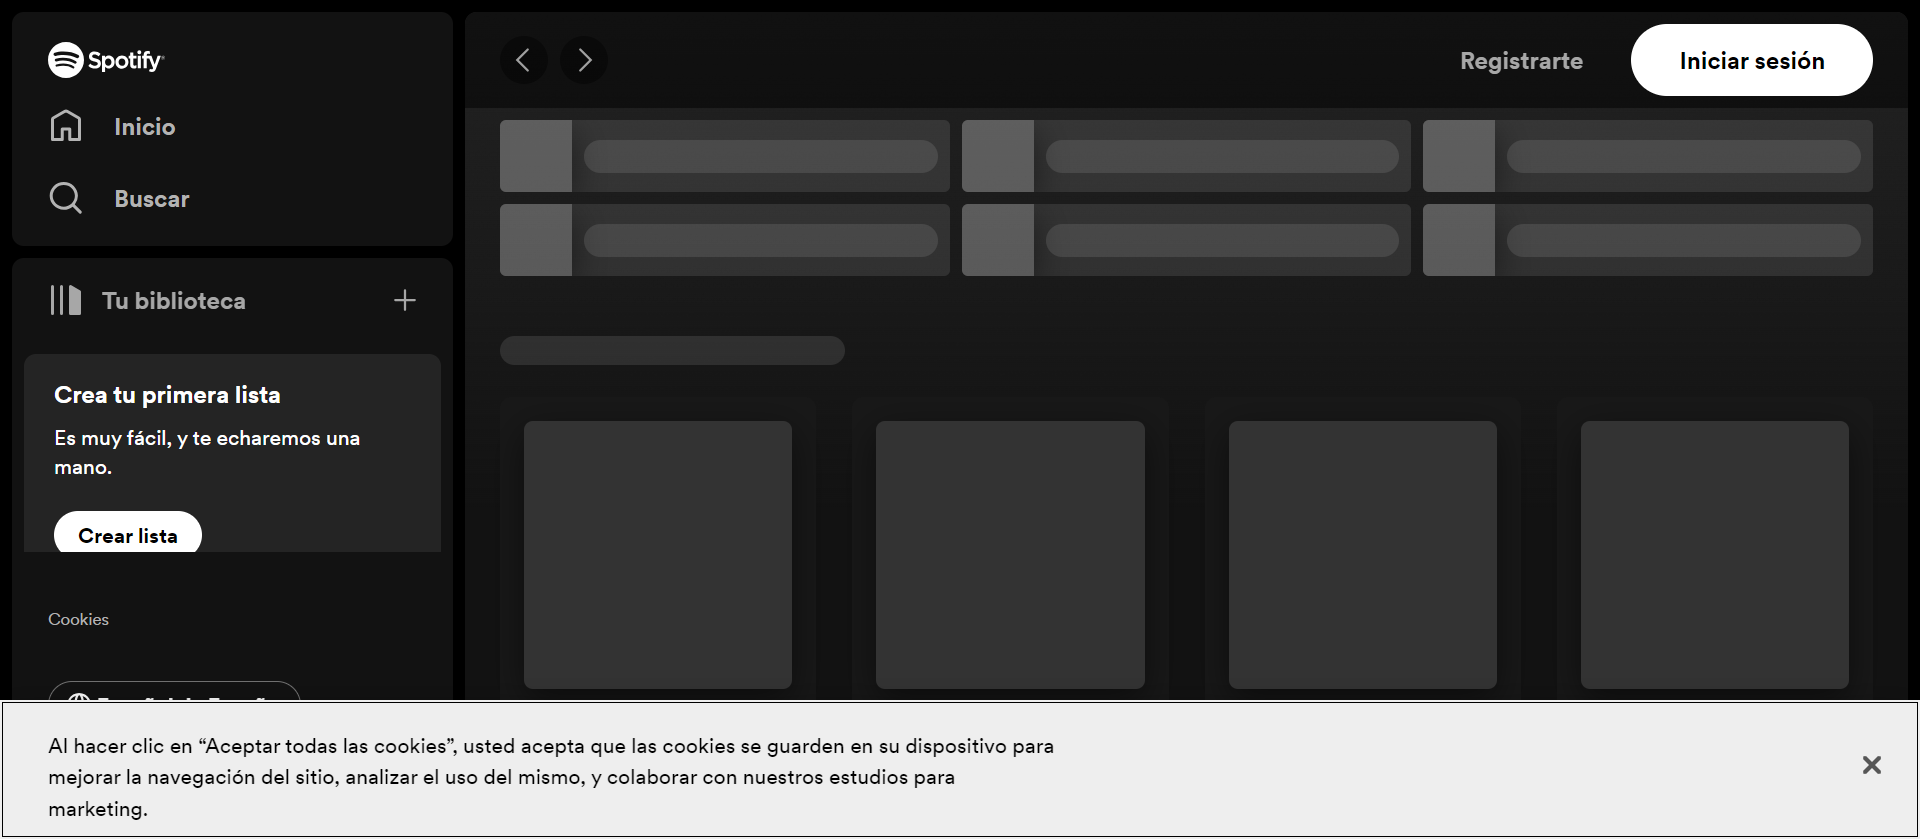 Spotify
Inicio
Buscar
Tu biblioteca
Crea tu primera lista
Es muy fácil, y te echaremos una
mano.
Crear lista
Cookies
Registrarte
Iniciar sesión
Al hacer clic en “Aceptar todas las cookies”, usted acepta que las cookies se guarden en su dispositivo para
mejorar la navegación del sitio, analizar el uso del mismo, y colaborar con nuestros estudios para
marketing.